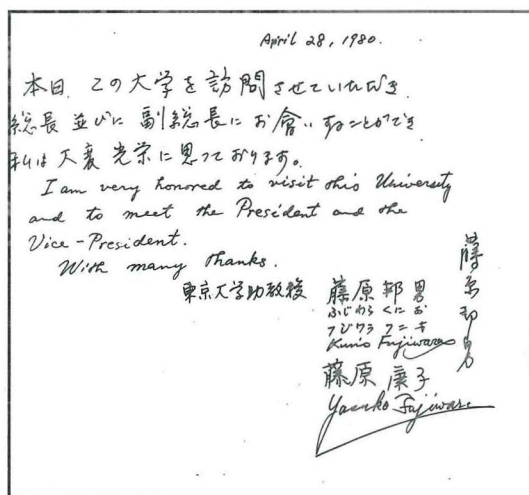 April 28, 1980.
本日この大学を訪問させていただき
総長並びに副総長にお會いすることができ
私は大変光栄に思っております。
I am very honored to visit this University
and to meet the President and the
Vice-President.
With many thanks.
東京大学助教授 藤原邦男
ふじわらくにお
フジワラクニオ
Kunio Fujiwara
藤原康子
Yasuko Fujiwara
藤原邦男